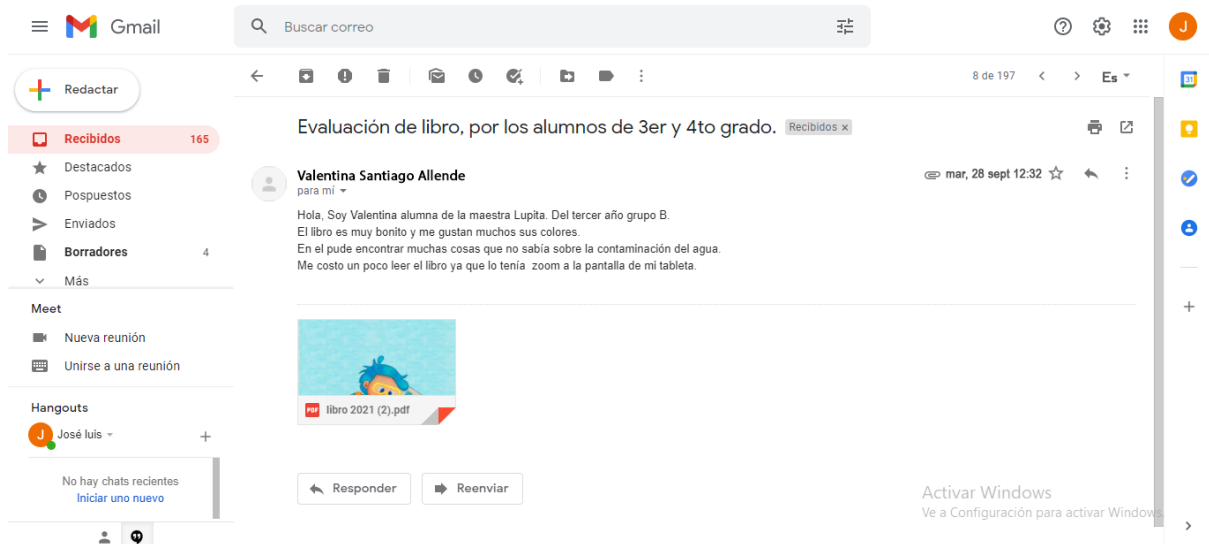 Gmail
Buscar correo
J
Redactar
8 de 197
Es
31
Recibidos 165
Destacados
Pospuestos
Enviados
Borradores 4
Más
Meet
Nueva reunión
Unirse a una reunión
Hangouts
J José luis
No hay chats recientes
Iniciar uno nuevo
Evaluación de libro, por los alumnos de 3er y 4to grado. Recibidos x
Valentina Santiago Allende
mar, 28 sept 12:32
para mí
Hola, Soy Valentina alumna de la maestra Lupita. Del tercer año grupo B.
El libro es muy bonito y me gustan muchos sus colores.
En el pude encontrar muchas cosas que no sabía sobre la contaminación del agua.
Me costo un poco leer el libro ya que lo tenía zoom a la pantalla de mi tableta.
PDF libro 2021 (2).pdf
Responder
Reenviar
Activar Windows
Ve a Configuración para activar Windows.